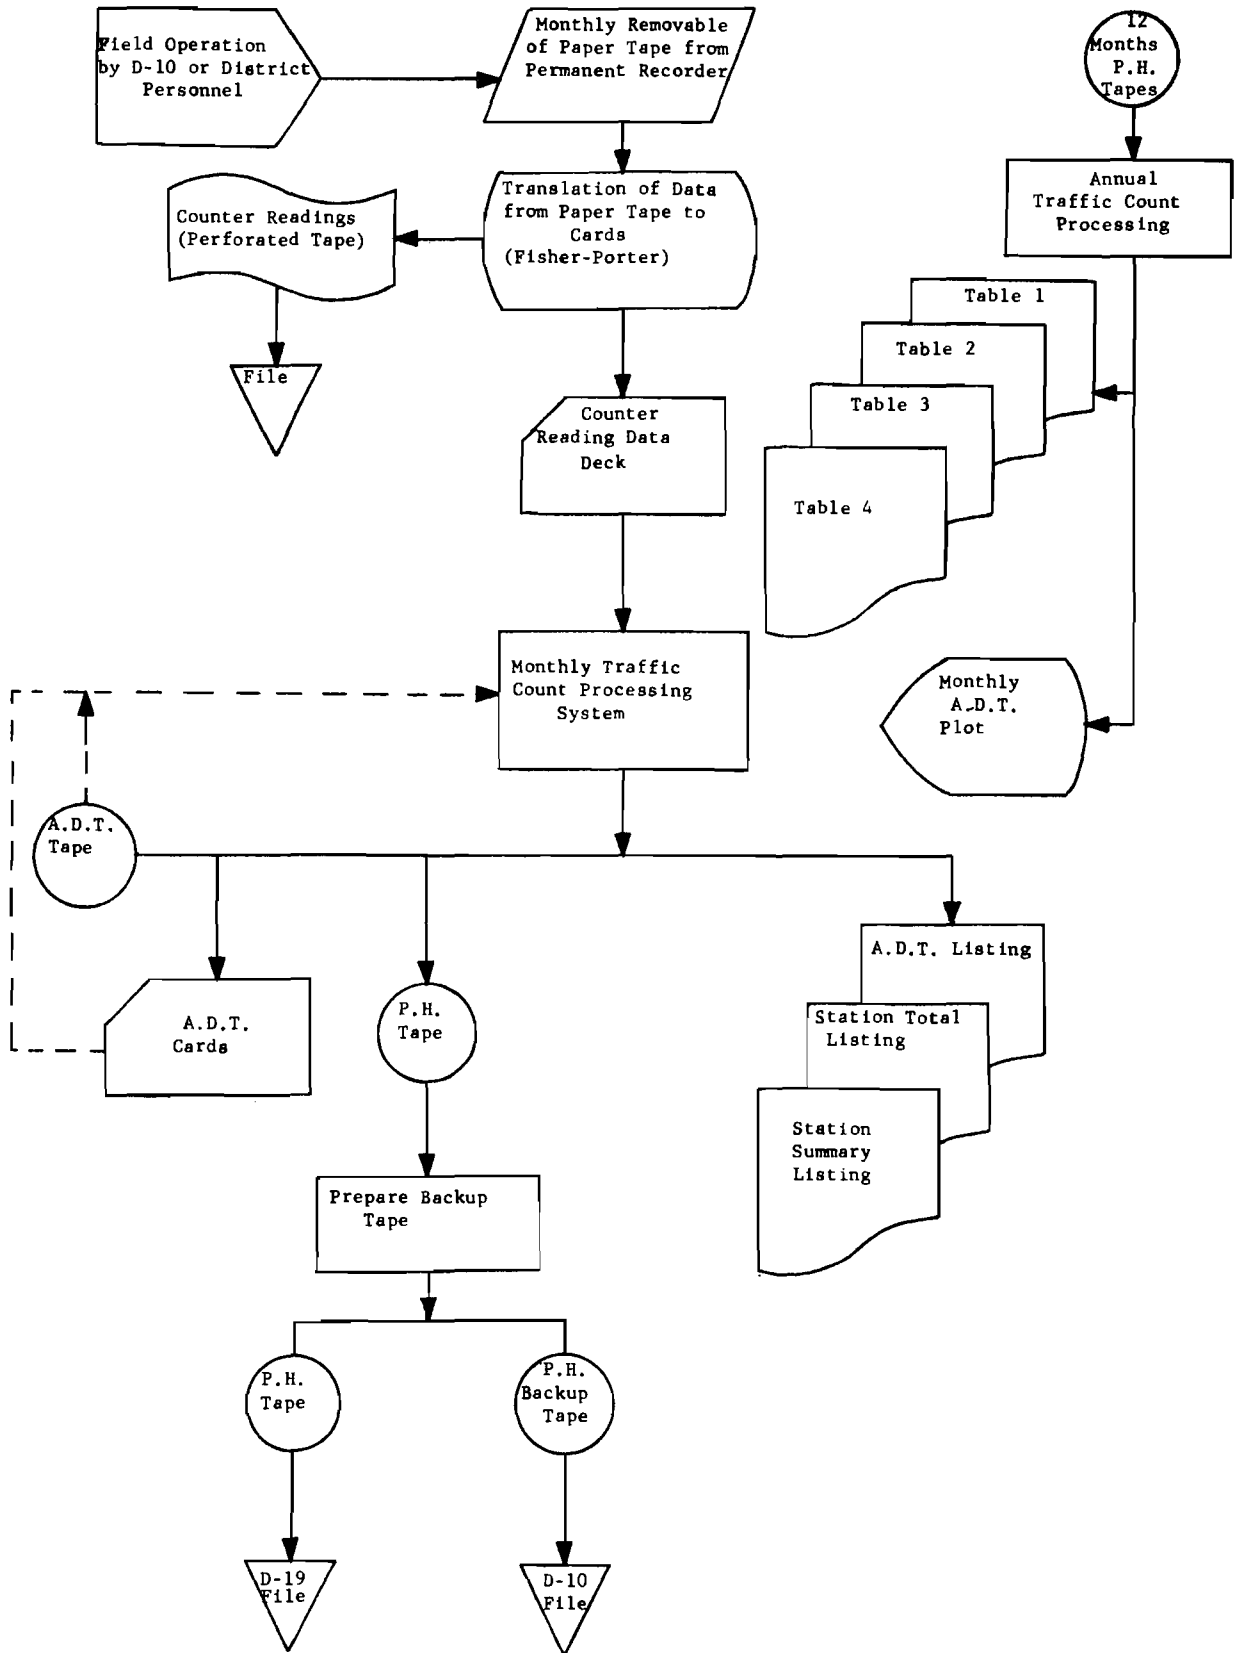 Field Operation
by D-10 or District
Personnel
Monthly Removable
of Paper Tape from
Permanent Recorder
12
Months
P.H.
Tapes
Annual
Traffic Count
Processing
Translation of Data
from Paper Tape to
Cards
(Fisher-Porter)
Counter Readings
(Perforated Tape)
File
Table 1
Table 2
Table 3
Table 4
Counter
Reading Data
Deck
Monthly Traffic
Count Processing
System
Monthly
A.D.T.
Plot
A.D.T.
Tape
A.D.T.
Cards
P.H.
Tape
A.D.T. Listing
Station Total
Listing
Station
Summary
Listing
Prepare Backup
Tape
P.H.
Tape
P.H.
Backup
Tape
D-19
File
D-10
File